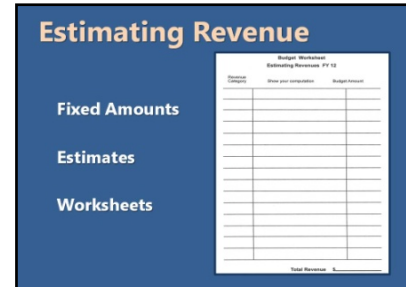 Estimating Revenue
Fixed Amounts
Estimates
Worksheets
Budget Worksheet
Estimating Revenues FY 12
Revenue Category
Show your computation
Budget Amount
Total Revenue $